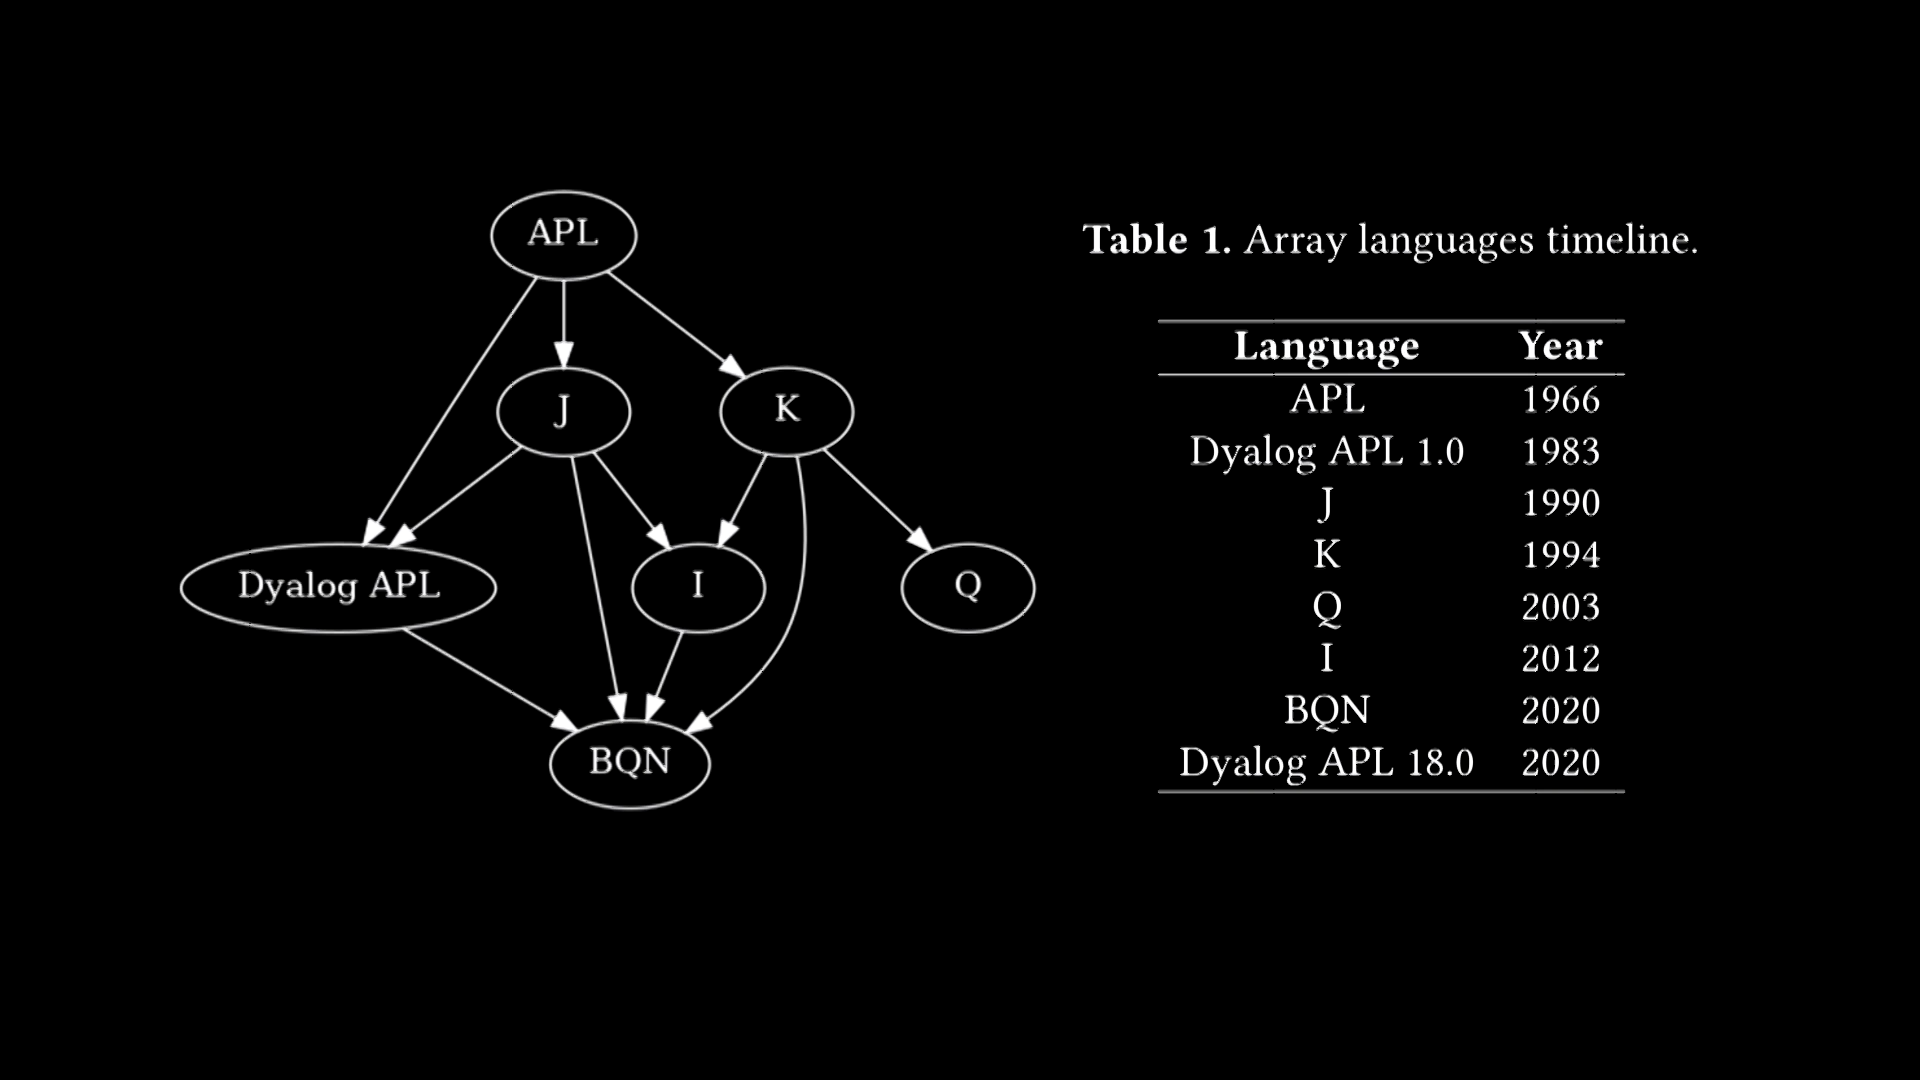 APL
J
K
Dyalog APL
I
Q
BQN
Table 1. Array languages timeline.
Language Year
APL 1966
Dyalog APL 1.0 1983
J 1990
K 1994
Q 2003
I 2012
BQN 2020
Dyalog APL 18.0 2020